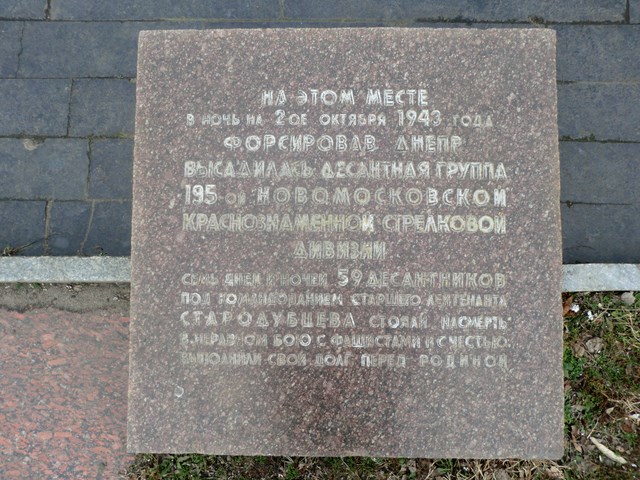 НА ЭТОМ МЕСТЕ
В НОЧЬ НА 2ОЕ ОКТЯБРЯ 1943 ГОДА
ФОРСИРОВАВ ДНЕПР
ВЫСАДИЛАСЬ ДЕСАНТНАЯ ГРУППА
195-ОЙ НОВОМОСКОВСКОЙ
КРАСНОЗНАМЕННОЙ СТРЕЛКОВОЙ
ДИВИЗИИ
СЕМЬ ДНЕЙ И НОЧЕЙ 59 ДЕСАНТНИКОВ
ПОД КОМАНДОВАНИЕМ СТАРШЕГО ЛЕЙТЕНАНТА
СТАРОДУБЦЕВА СТОЯЛИ НАСМЕРТЬ
В НЕРАВНОМ БОЮ С ФАШИСТАМИ И С ЧЕСТЬЮ
ВЫПОЛНИЛИ СВОЙ ДОЛГ ПЕРЕД РОДИНОЙ